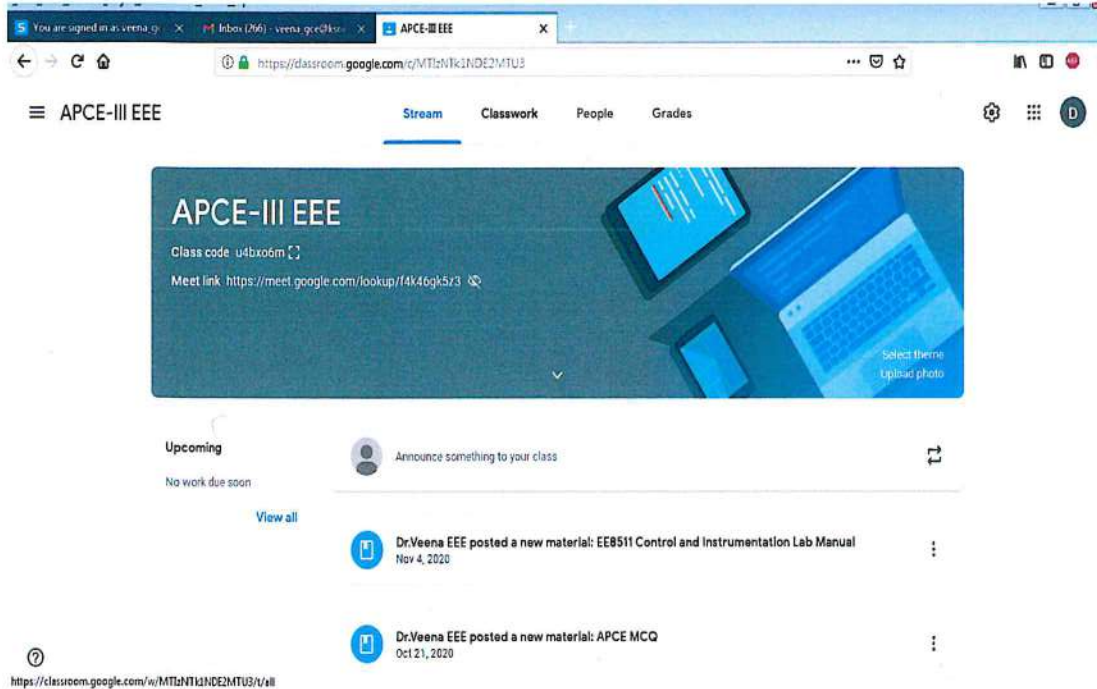 You are signed in as veena_g
Inbox (266) - veena_gce@ksr
APCE-III EEE
https://classroom.google.com/c/MTIzNTk1NDE2MTU3
APCE-III EEE
Stream Classwork People Grades
D
APCE-III EEE
Class code u4bxo6m
Meet link https://meet.google.com/lookup/f4k46gk5z3
Select theme
Upload photo
Upcoming
No work due soon
View all
Announce something to your class
Dr.Veena EEE posted a new material: EE8511 Control and Instrumentation Lab Manual
Nov 4, 2020
Dr.Veena EEE posted a new material: APCE MCQ
Oct 21, 2020
https://classroom.google.com/w/MTIzNTk1NDE2MTU3/t/all